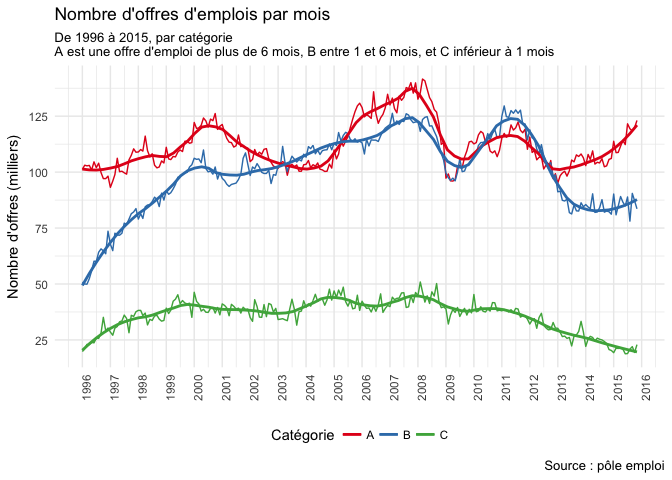 Nombre d'offres d'emplois par mois
De 1996 à 2015, par catégorie
A est une offre d'emploi de plus de 6 mois, B entre 1 et 6 mois, et C inférieur à 1 mois
Nombre d'offres (milliers)
125
100
75
50
25
1996 1997 1998 1999 2000 2001 2002 2003 2004 2005 2006 2007 2008 2009 2010 2011 2012 2013 2014 2015 2016
Catégorie A B C
Source : pôle emploi